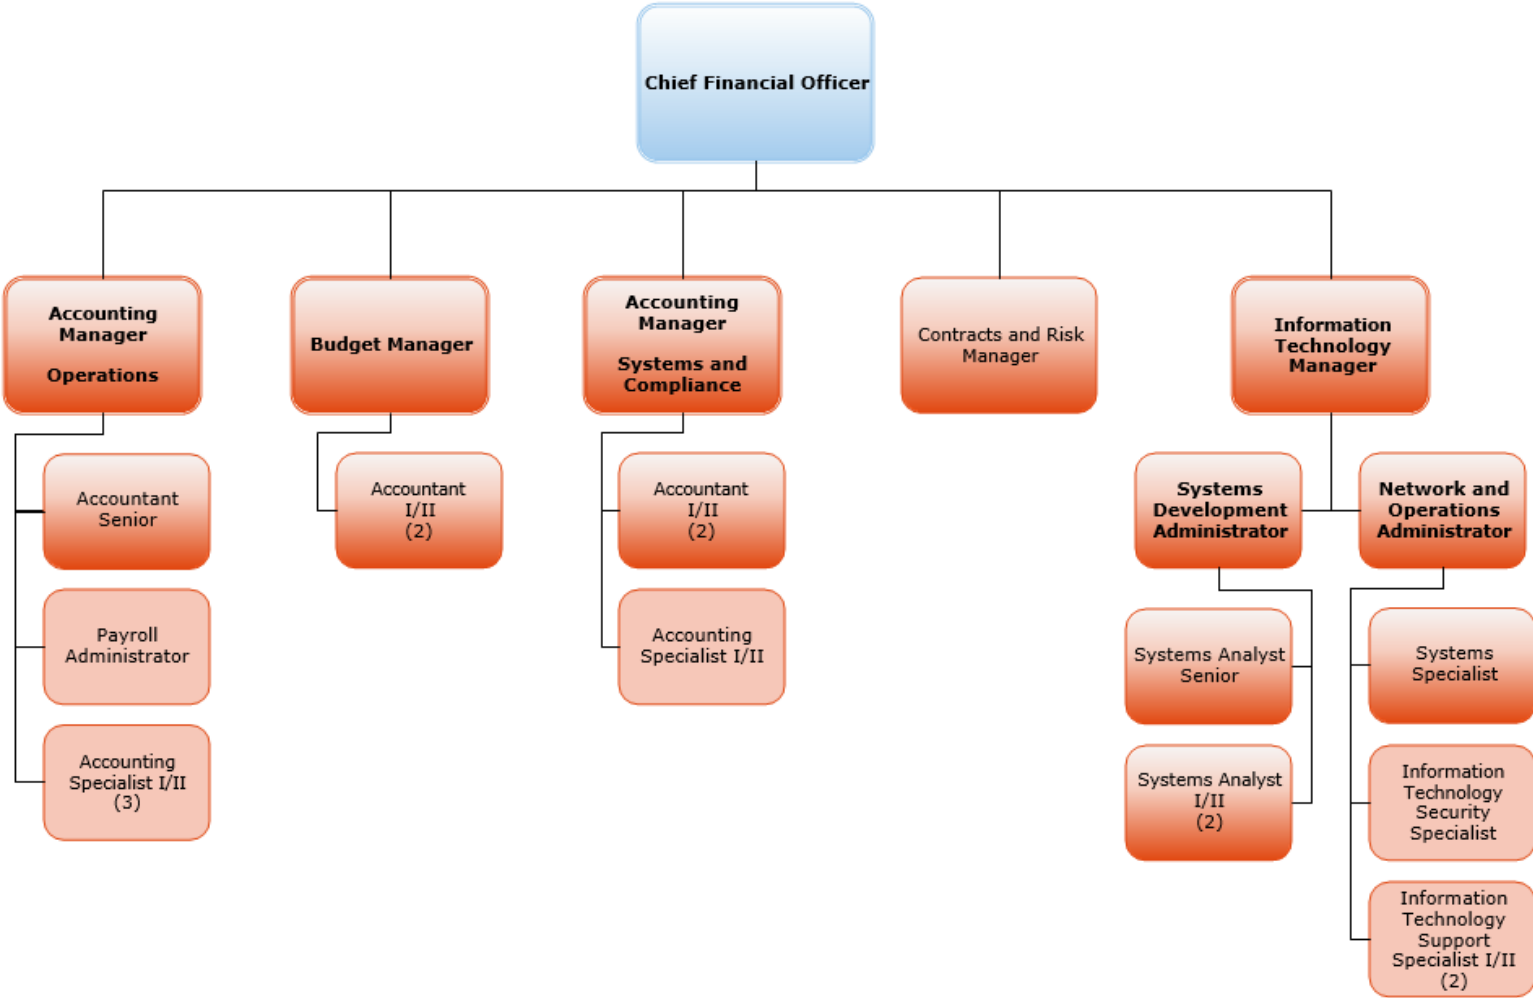 Chief Financial Officer
Accounting
Manager
Operations
Budget Manager
Accounting
Manager
Systems and
Compliance
Contracts and Risk
Manager
Information
Technology
Manager
Accountant
Senior
Payroll
Administrator
Accounting
Specialist I/II
(3)
Accountant
I/II
(2)
Accountant
I/II
(2)
Accounting
Specialist I/II
Systems
Development
Administrator
Network and
Operations
Administrator
Systems Analyst
Senior
Systems Analyst
I/II
(2)
Systems
Specialist
Information
Technology
Security
Specialist
Information
Technology
Support
Specialist I/II
(2)